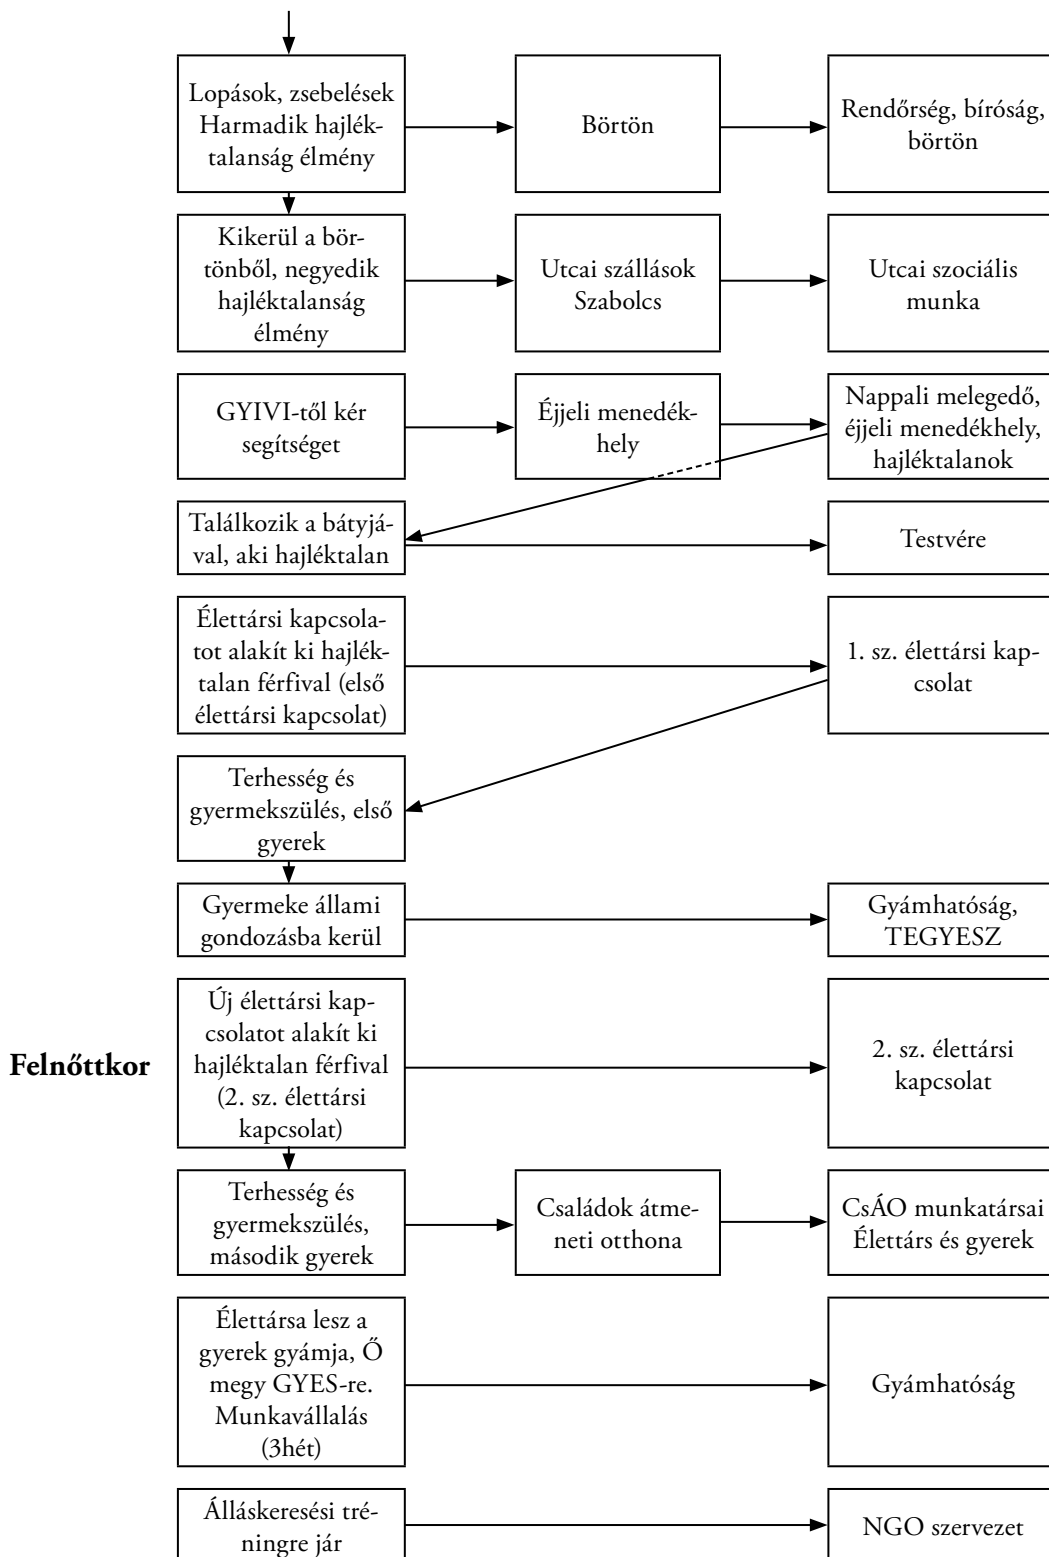 Lopások, zsebelések
Harmadik hajlék-
talanság élmény
Börtön
Rendőrség, bíróság,
börtön
Kikerül a bör-
tönből, negyedik
hajléktalanság
élmény
Utcai szállások
Szabolcs
Utcai szociális
munka
GYIVI-től kér
segítséget
Éjjeli menedék-
hely
Nappali melegedő,
éjjeli menedékhely,
hajléktalanok
Találkozik a bátyjá-
val, aki hajléktalan
Testvére
Élettársi kapcsola-
tot alakít ki hajlék-
talan férfival (első
élettársi kapcsolat)
1. sz. élettársi kap-
csolat
Terhesség és
gyermekszülés, első
gyerek
Gyermeke állami
gondozásba kerül
Gyámhatóság,
TEGYESZ
Felnőttkor
Új élettársi kap-
csolatot alakít ki
hajléktalan férfival
(2. sz. élettársi
kapcsolat)
2. sz. élettársi
kapcsolat
Terhesség és
gyermekszülés,
második gyerek
Családok átme-
neti otthona
CsÁO munkatársai
Élettárs és gyerek
Élettársa lesz a
gyerek gyámja, Ő
megy GYES-re.
Munkavállalás
(3hét)
Gyámhatóság
Álláskeresési tré-
ningre jár
NGO szervezet